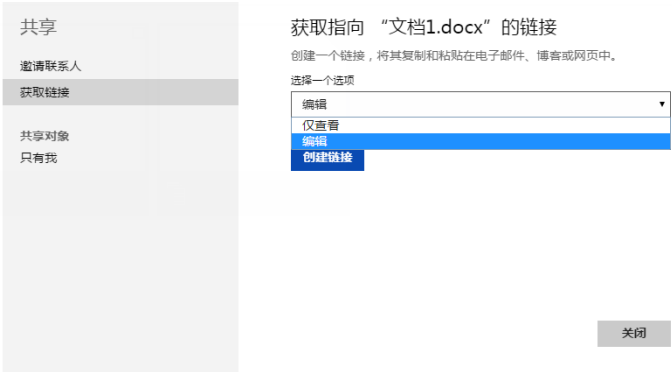 共享
邀请联系人
获取链接
共享对象
只有我
获取指向 “文档1.docx”的链接
创建一个链接，将其复制和粘贴在电子邮件、博客或网页中。
选择一个选项
编辑
仅查看
编辑
创建链接
关闭